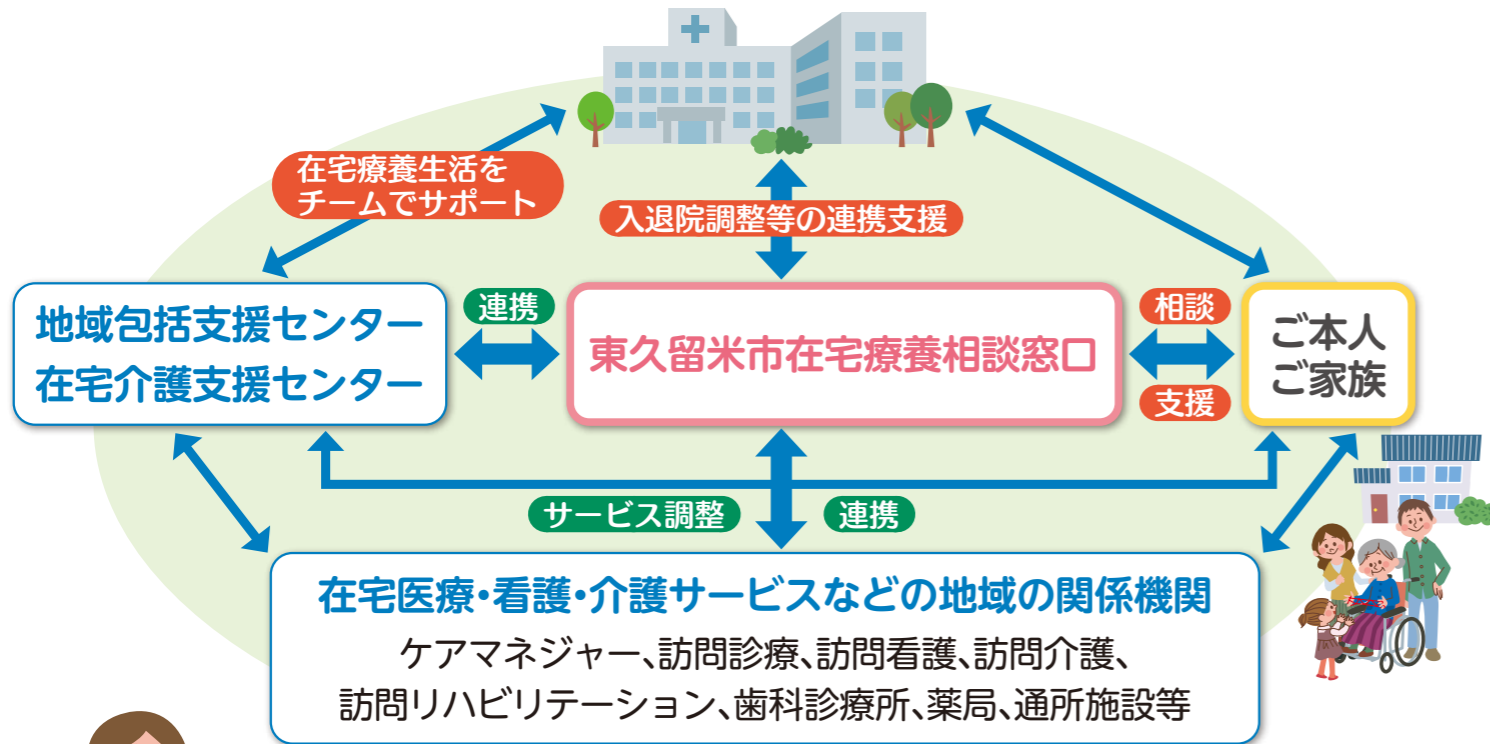 在宅療養生活を
チームでサポート
入退院調整等の連携支援
地域包括支援センター
在宅介護支援センター
連携
東久留米市在宅療養相談窓口
相談
支援
ご本人
ご家族
サービス調整
連携
在宅医療・看護・介護サービスなどの地域の関係機関
ケアマネジャー、訪問診療、訪問看護、訪問介護、
訪問リハビリテーション、歯科診療所、薬局、通所施設等